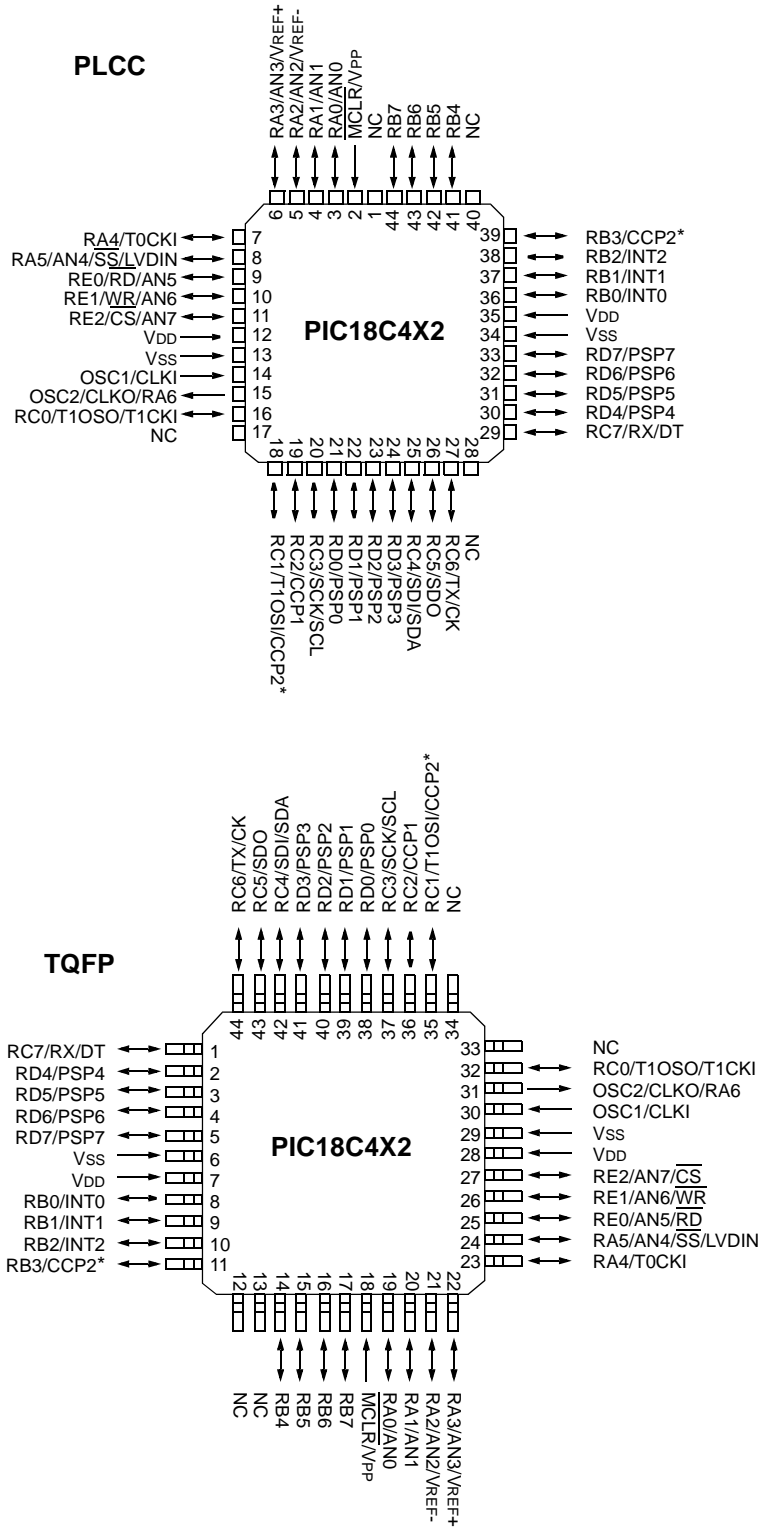 PLCC
RA3/AN3/VREF+
RA2/AN2/VREF-
RA1/AN1
RA0/AN0
MCLR/VPP
NC
RB7
RB6
RB5
RB4
NC
6
5
4
3
2
1
44
43
42
41
40
RA4/T0CKI 7
RA5/AN4/SS/LVDIN 8
RE0/RD/AN5 9
RE1/WR/AN6 10
RE2/CS/AN7 11
VDD 12
VSS 13
OSC1/CLKI 14
OSC2/CLKO/RA6 15
RC0/T1OSO/T1CKI 16
NC 17
PIC18C4X2
39 RB3/CCP2*
38 RB2/INT2
37 RB1/INT1
36 RB0/INT0
35 VDD
34 VSS
33 RD7/PSP7
32 RD6/PSP6
31 RD5/PSP5
30 RD4/PSP4
29 RC7/RX/DT
18
19
20
21
22
23
24
25
26
27
28
RC1/T1OSI/CCP2*
RC2/CCP1
RC3/SCK/SCL
RD0/PSP0
RD1/PSP1
RD2/PSP2
RD3/PSP3
RC4/SDI/SDA
RC5/SDO
RC6/TX/CK
NC
TQFP
RC6/TX/CK
RC5/SDO
RC4/SDI/SDA
RD3/PSP3
RD2/PSP2
RD1/PSP1
RD0/PSP0
RC3/SCK/SCL
RC2/CCP1
RC1/T1OSI/CCP2*
NC
44
43
42
41
40
39
38
37
36
35
34
RC7/RX/DT 1
RD4/PSP4 2
RD5/PSP5 3
RD6/PSP6 4
RD7/PSP7 5
VSS 6
VDD 7
RB0/INT0 8
RB1/INT1 9
RB2/INT2 10
RB3/CCP2* 11
PIC18C4X2
33 NC
32 RC0/T1OSO/T1CKI
31 OSC2/CLKO/RA6
30 OSC1/CLKI
29 VSS
28 VDD
27 RE2/AN7/CS
26 RE1/AN6/WR
25 RE0/AN5/RD
24 RA5/AN4/SS/LVDIN
23 RA4/T0CKI
12
13
14
15
16
17
18
19
20
21
22
NC
NC
RB4
RB5
RB6
RB7
MCLR/VPP
RA0/AN0
RA1/AN1
RA2/AN2/VREF-
RA3/AN3/VREF+